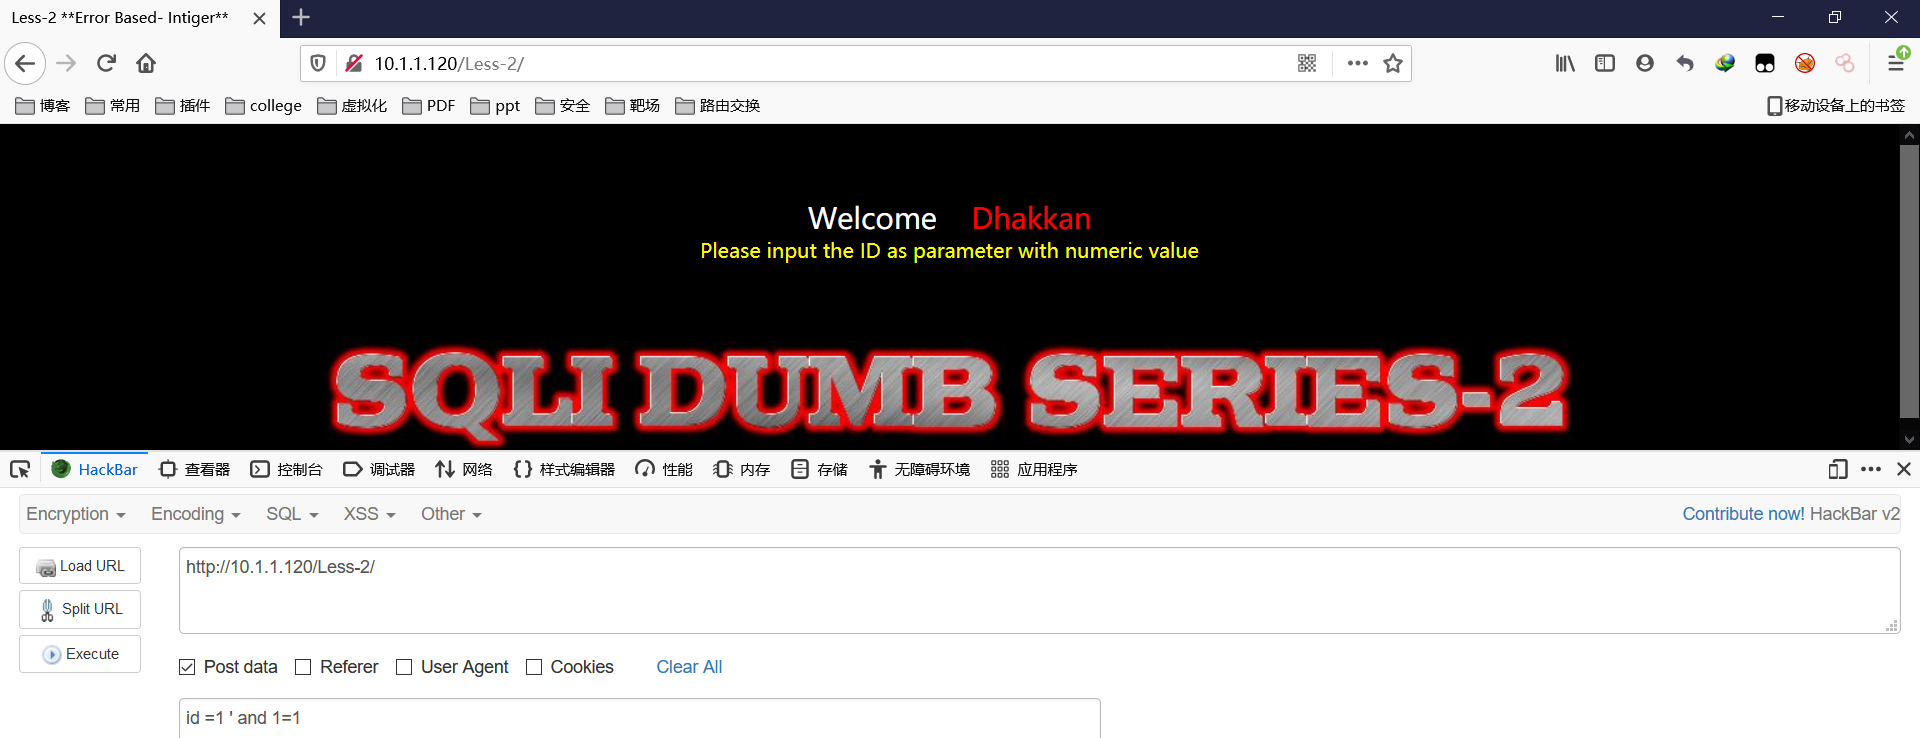 Less-2 **Error Based- Intiger**
10.1.1.120/Less-2/
博客 常用 插件 college 虚拟化 PDF ppt 安全 靶场 路由交换 移动设备上的书签
Welcome Dhakkan
Please input the ID as parameter with numeric value
SQLI DUMB SERIES-2
HackBar 查看器 控制台 调试器 网络 样式编辑器 性能 内存 存储 无障碍环境 应用程序
Encryption Encoding SQL XSS Other Contribute now! HackBar v2
Load URL http://10.1.1.120/Less-2/
Split URL
Execute
Post data Referer User Agent Cookies Clear All
id =1 ' and 1=1